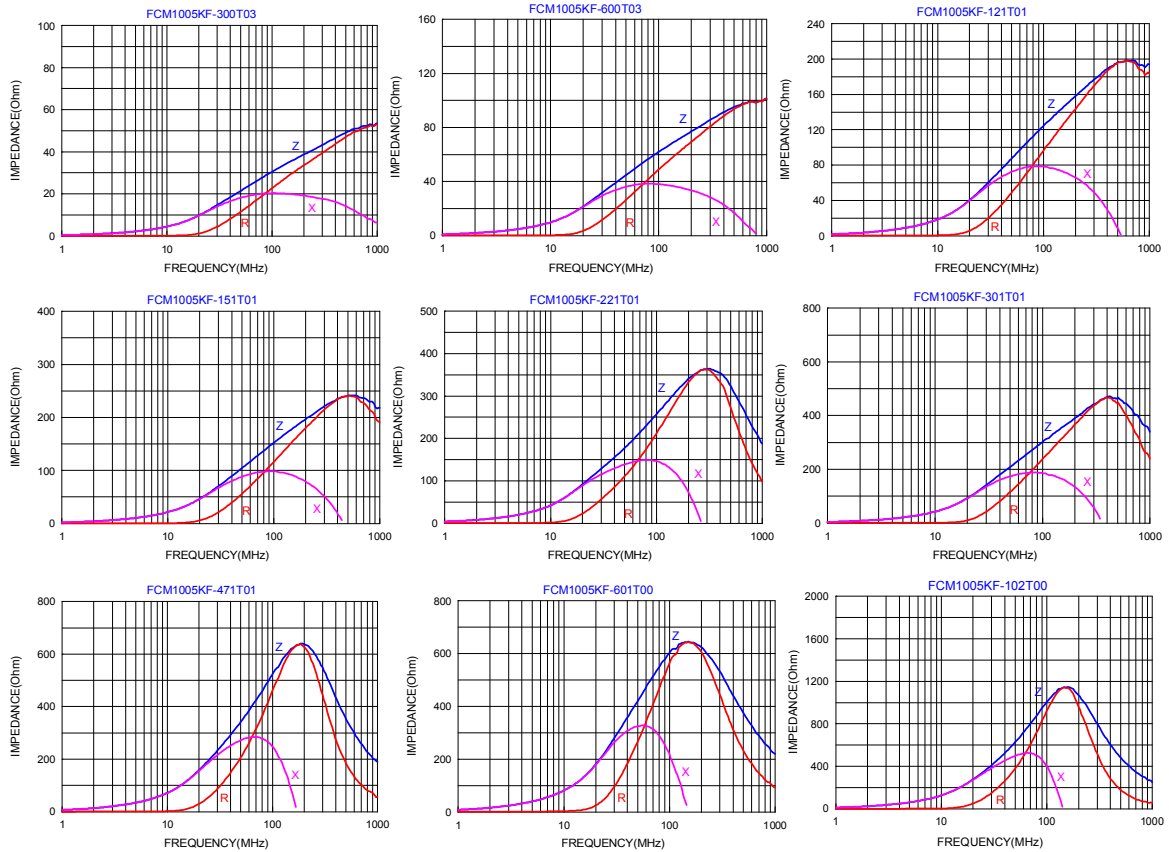 FCM1005KF-300T03
IMPEDANCE(Ohm)
100
80
60
40
20
0
Z
X
R
1
10
100
1000
FREQUENCY(MHz)
FCM1005KF-600T03
IMPEDANCE(Ohm)
160
120
80
40
0
Z
X
R
1
10
100
1000
FREQUENCY(MHz)
FCM1005KF-121T01
IMPEDANCE(Ohm)
240
200
160
120
80
40
0
Z
X
R
1
10
100
1000
FREQUENCY(MHz)
FCM1005KF-151T01
IMPEDANCE(Ohm)
400
300
200
100
0
Z
X
R
1
10
100
1000
FREQUENCY(MHz)
FCM1005KF-221T01
IMPEDANCE(Ohm)
500
400
300
200
100
0
Z
X
R
1
10
100
1000
FREQUENCY(MHz)
FCM1005KF-301T01
IMPEDANCE(Ohm)
800
600
400
200
0
Z
X
R
1
10
100
1000
FREQUENCY(MHz)
FCM1005KF-471T01
IMPEDANCE(Ohm)
800
600
400
200
0
Z
X
R
1
10
100
1000
FREQUENCY(MHz)
FCM1005KF-601T00
IMPEDANCE(Ohm)
800
600
400
200
0
Z
X
R
1
10
100
1000
FREQUENCY(MHz)
FCM1005KF-102T00
IMPEDANCE(Ohm)
2000
1600
1200
800
400
0
Z
X
R
1
10
100
1000
FREQUENCY(MHz)